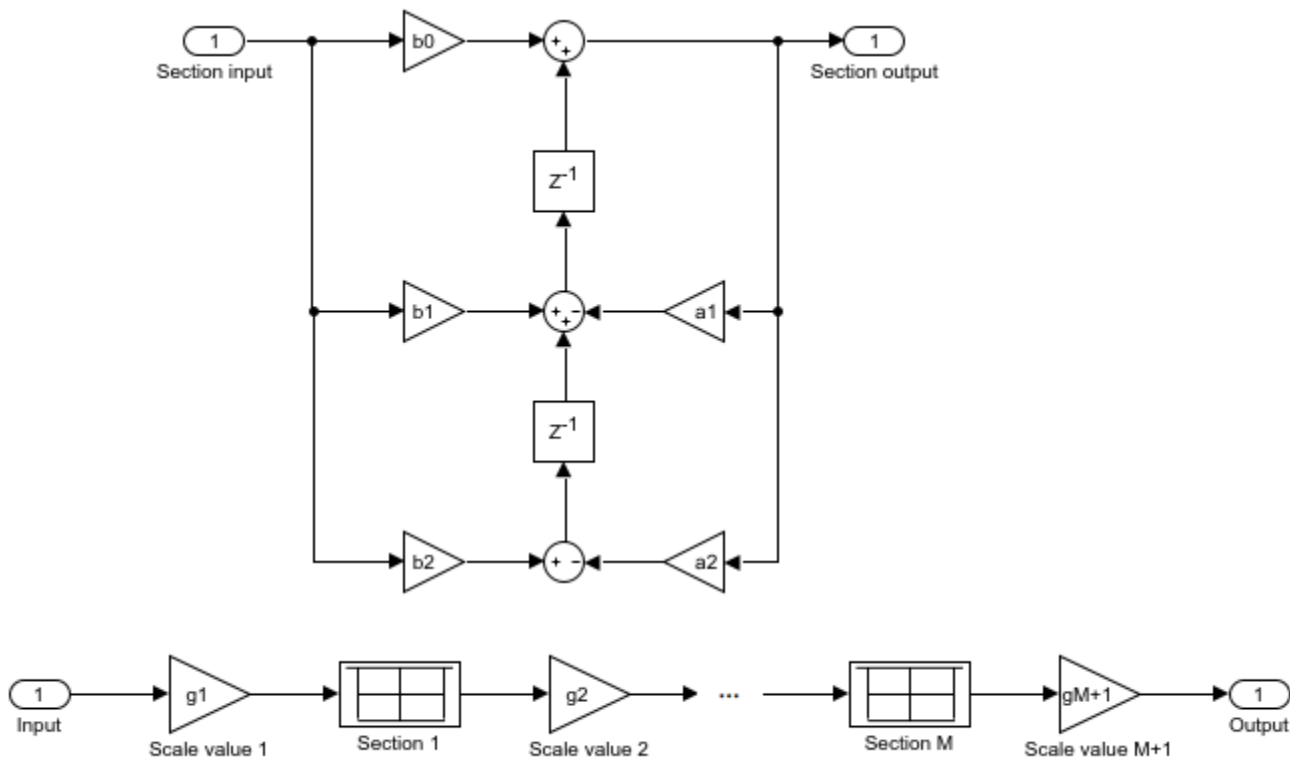 1
b0
+
+
1
Section input
Section output
Z-1
b1
+
+
−
a1
Z-1
b2
+
−
a2
1
g1
g2
...
gM+1
1
Input
Scale value 1
Section 1
Scale value 2
Section M
Scale value M+1
Output